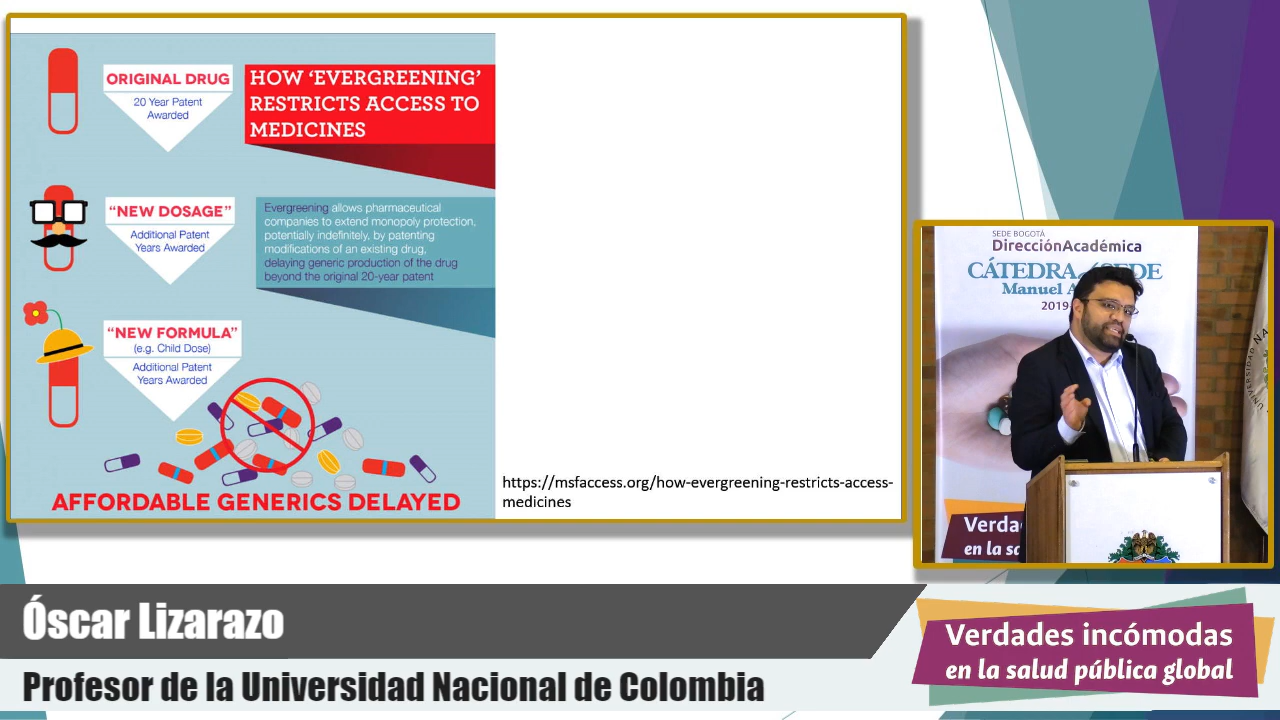 ORIGINAL DRUG
20 Year Patent
Awarded
HOW ‘EVERGREENING’
RESTRICTS ACCESS TO
MEDICINES
“NEW DOSAGE”
Additional Patent
Years Awarded
Evergreening allows pharmaceutical
companies to extend monopoly protection,
potentially indefinitely, by patenting
modifications of an existing drug,
delaying generic production of the drug
beyond the original 20-year patent
“NEW FORMULA”
(e.g. Child Dose)
Additional Patent
Years Awarded
AFFORDABLE GENERICS DELAYED
https://msfaccess.org/how-evergreening-restricts-access-
medicines
SEDE BOGOTÁ
DirecciónAcadémica
CÁTEDRA SEDE
Manuel
2019
Verda
en la sa
UNIVERSIDAD NA
Óscar Lizarazo
Profesor de la Universidad Nacional de Colombia
Verdades incómodas
en la salud pública global